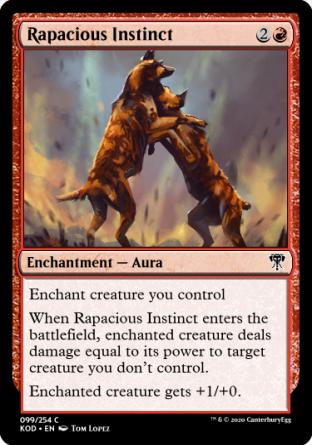 Rapacious Instinct 2
Enchantment — Aura
Enchant creature you control
When Rapacious Instinct enters the
battlefield, enchanted creature deals
damage equal to its power to target
creature you don't control.
Enchanted creature gets +1/+0.
099/254 C
KOD • EN Tom Lopez
™ & © 2020 CanterburyEgg